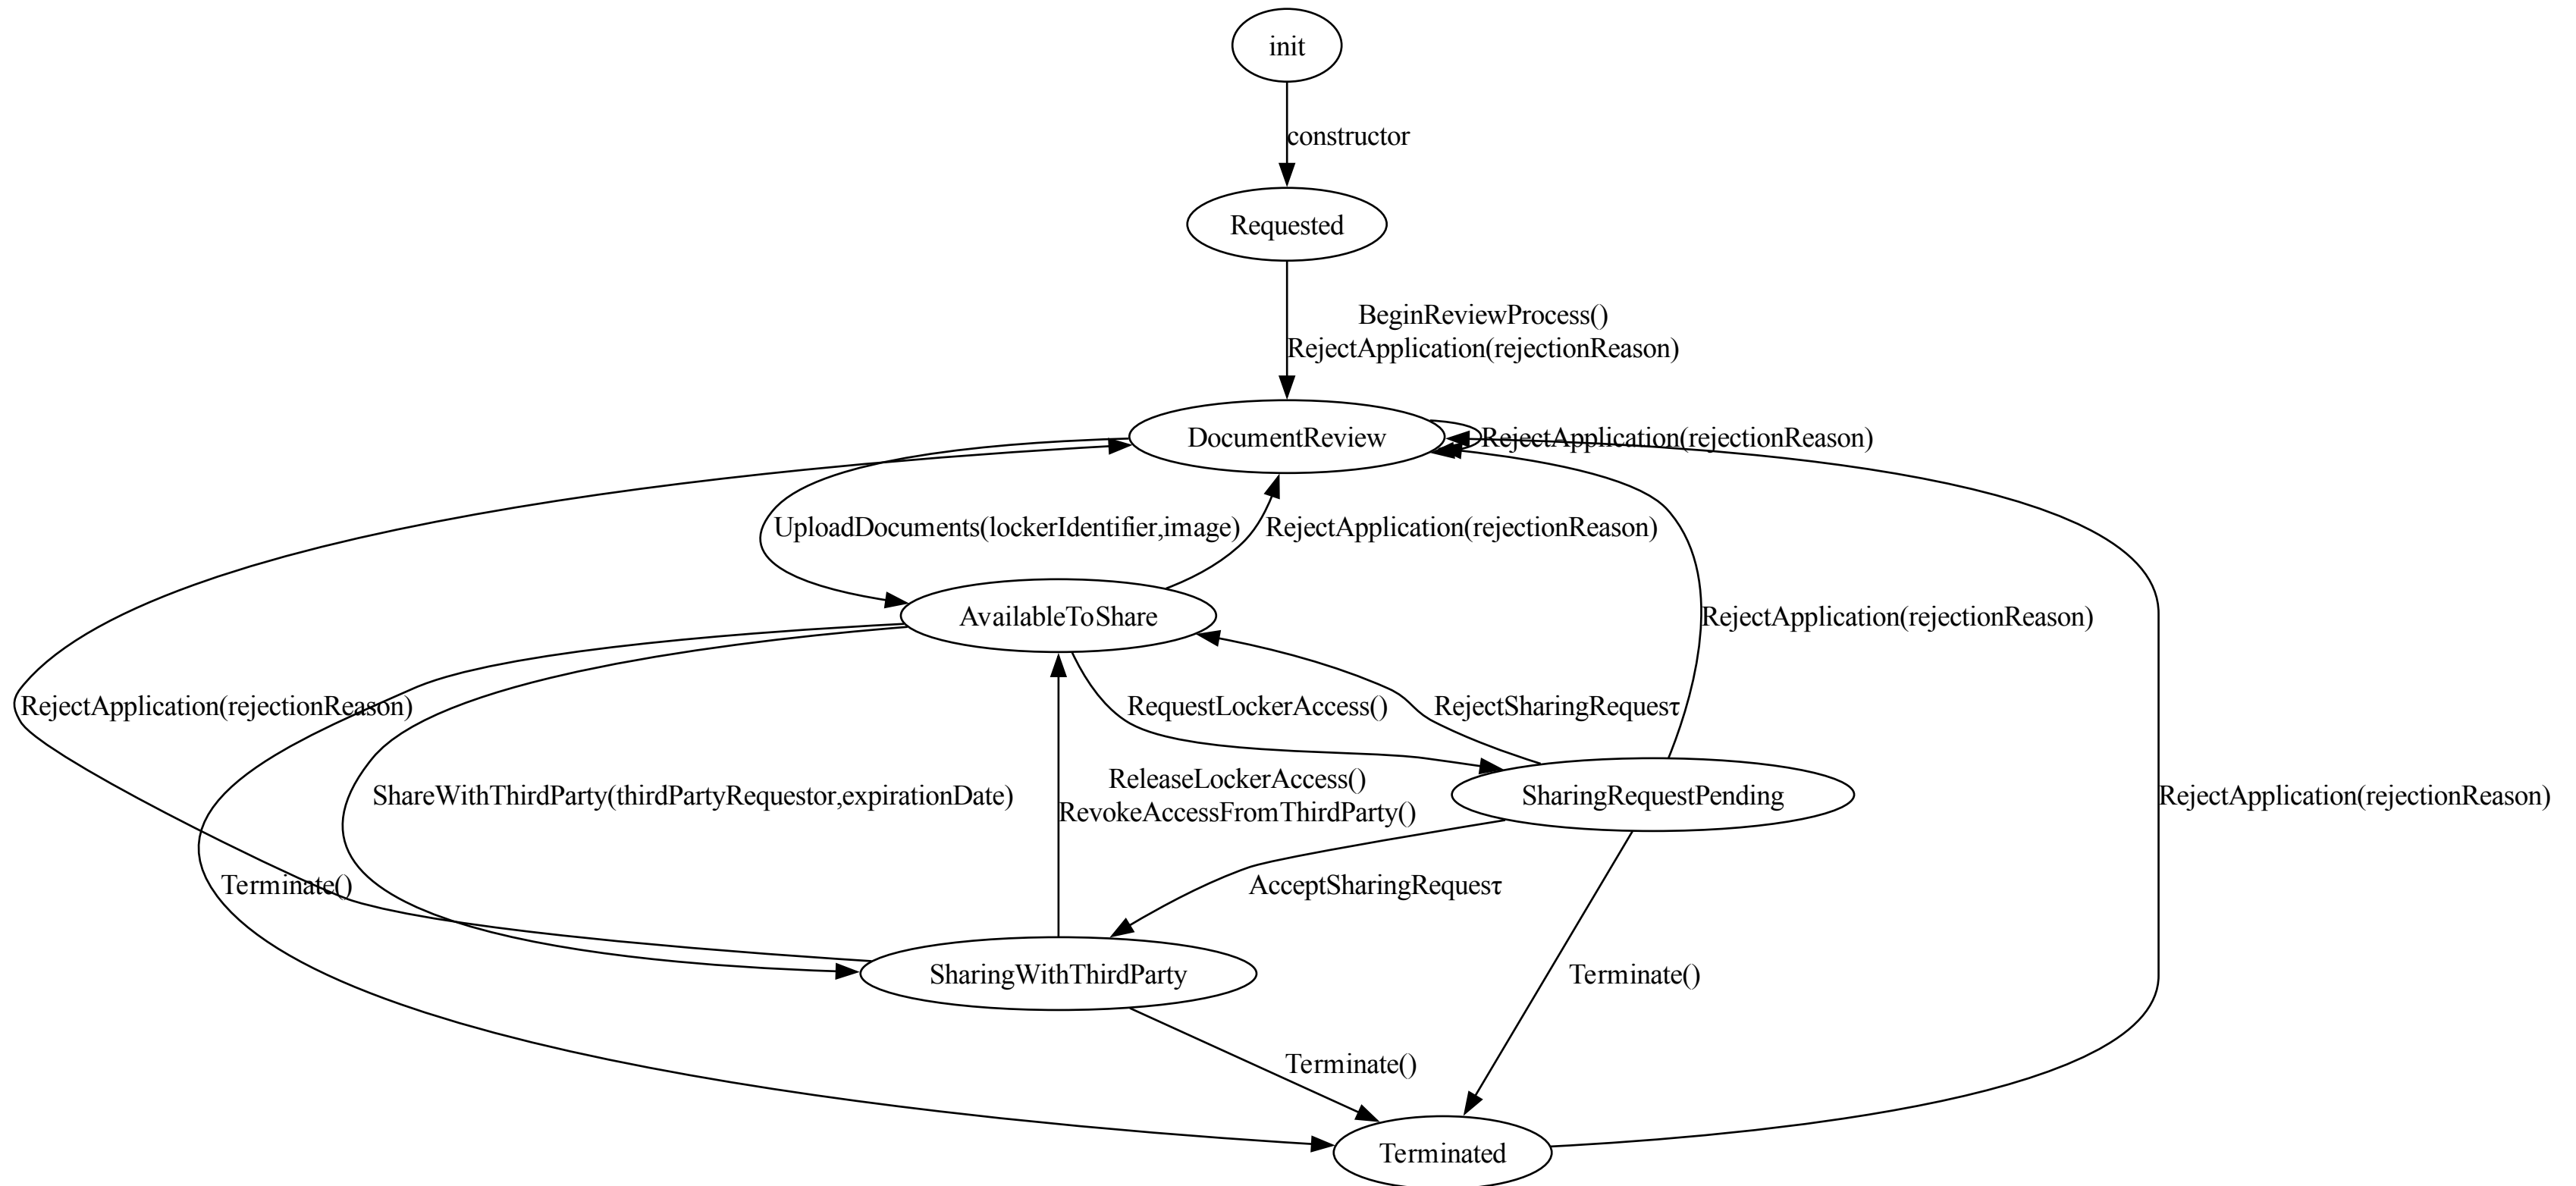 init
constructor
Requested
BeginReviewProcess()
RejectApplication(rejectionReason)
DocumentReview
RejectApplication(rejectionReason)
UploadDocuments(lockerIdentifier,image)
RejectApplication(rejectionReason)
AvailableToShare
RejectApplication(rejectionReason)
RejectApplication(rejectionReason)
RequestLockerAccess()
RejectSharingRequesτ
ShareWithThirdParty(thirdPartyRequestor,expirationDate)
ReleaseLockerAccess()
RevokeAccessFromThirdParty()
SharingRequestPending
RejectApplication(rejectionReason)
Terminate()
AcceptSharingRequesτ
SharingWithThirdParty
Terminate()
Terminate()
Terminated